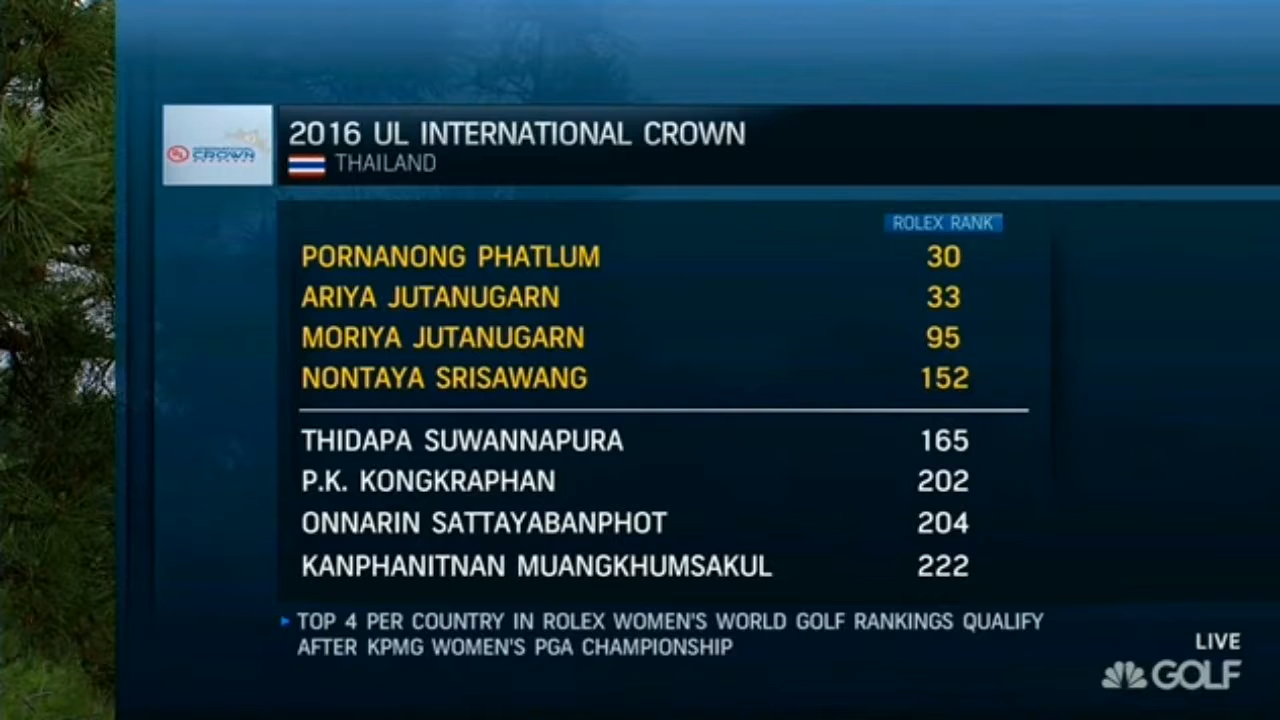 2016 UL INTERNATIONAL CROWN
UL CROWN
THAILAND
ROLEX RANK
PORNANONG PHATLUM 30
ARIYA JUTANUGARN 33
MORIYA JUTANUGARN 95
NONTAYA SRISAWANG 152
THIDAPA SUWANNAPURA 165
P.K. KONGKRAPHAN 202
ONNARIN SATTAYABANPHOT 204
KANPHANITNAN MUANGKHUMSAKUL 222
TOP 4 PER COUNTRY IN ROLEX WOMEN'S WORLD GOLF RANKINGS QUALIFY
AFTER KPMG WOMEN'S PGA CHAMPIONSHIP
LIVE
GOLF